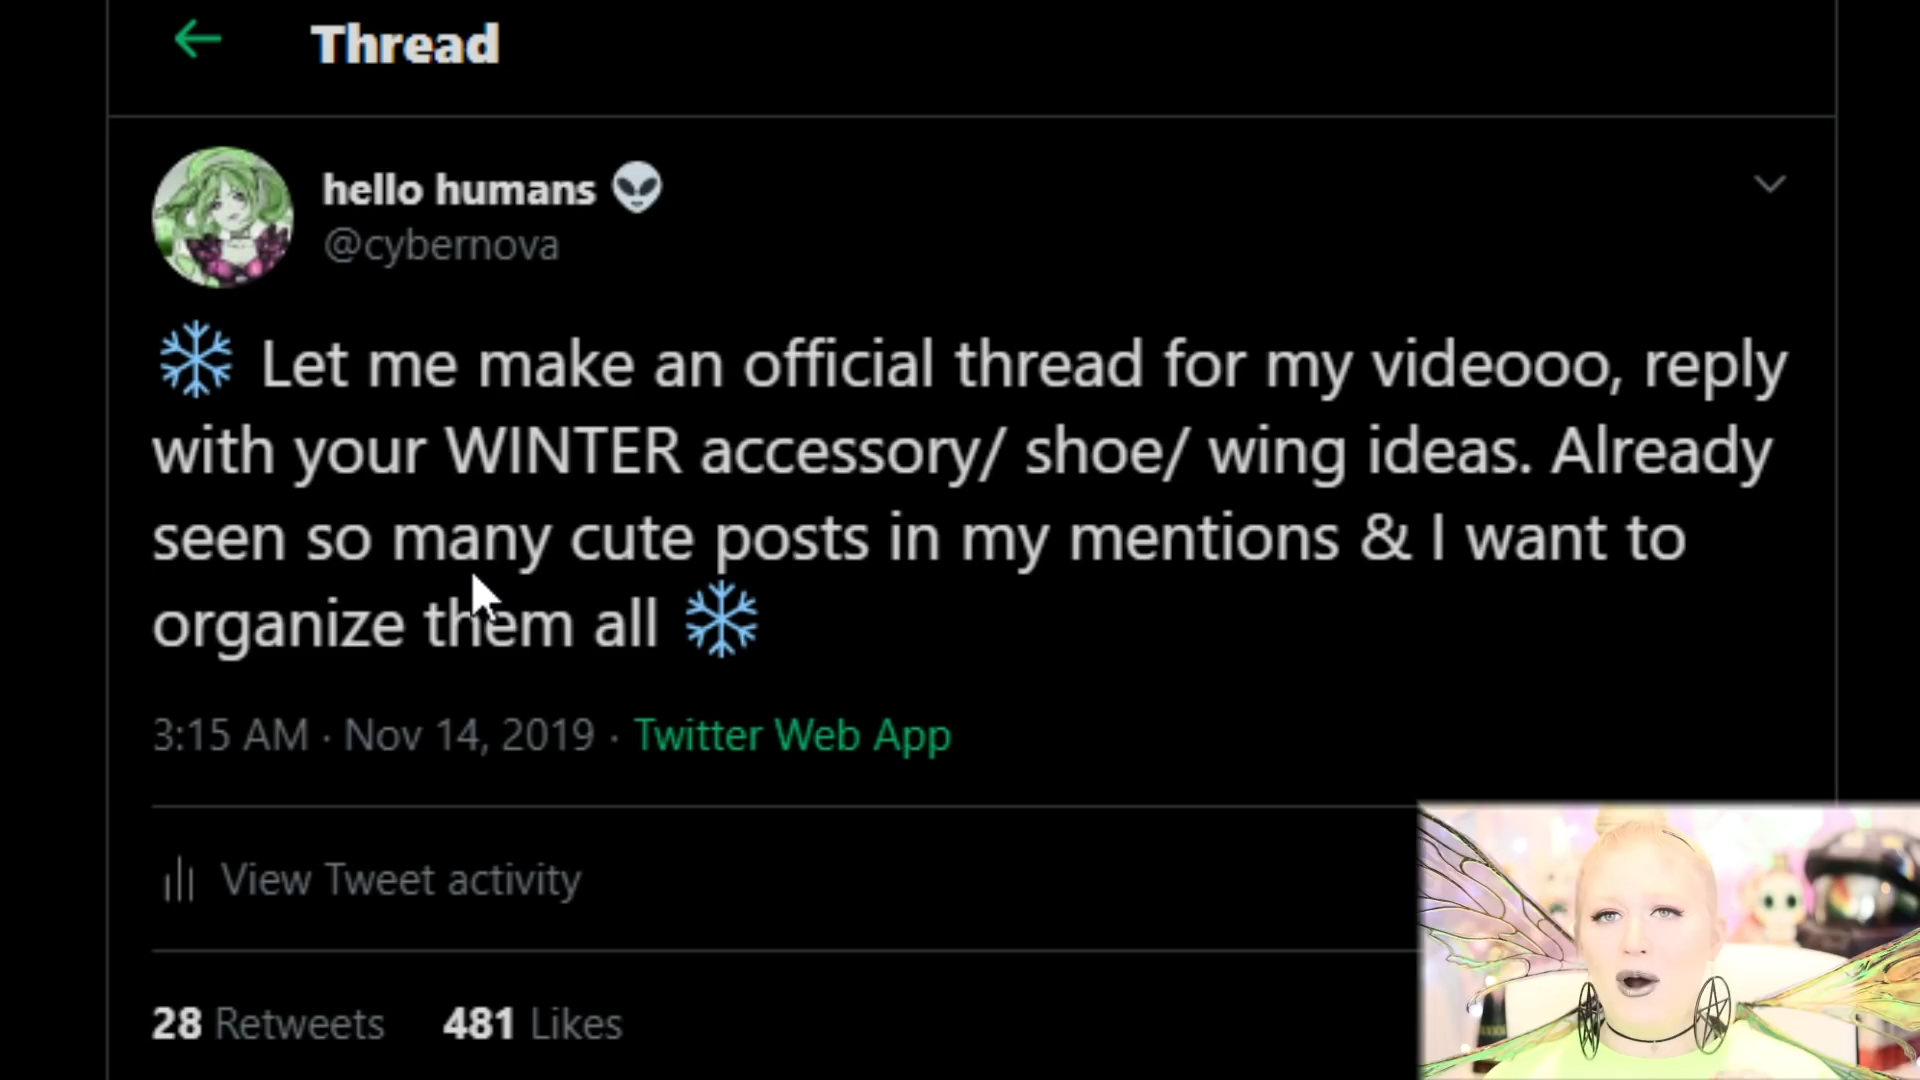 Thread
hello humans 👽
@cybernova
❄ Let me make an official thread for my videooo, reply
with your WINTER accessory/ shoe/ wing ideas. Already
seen so many cute posts in my mentions & I want to
organize them all ❄
3:15 AM · Nov 14, 2019 · Twitter Web App
View Tweet activity
28 Retweets 481 Likes